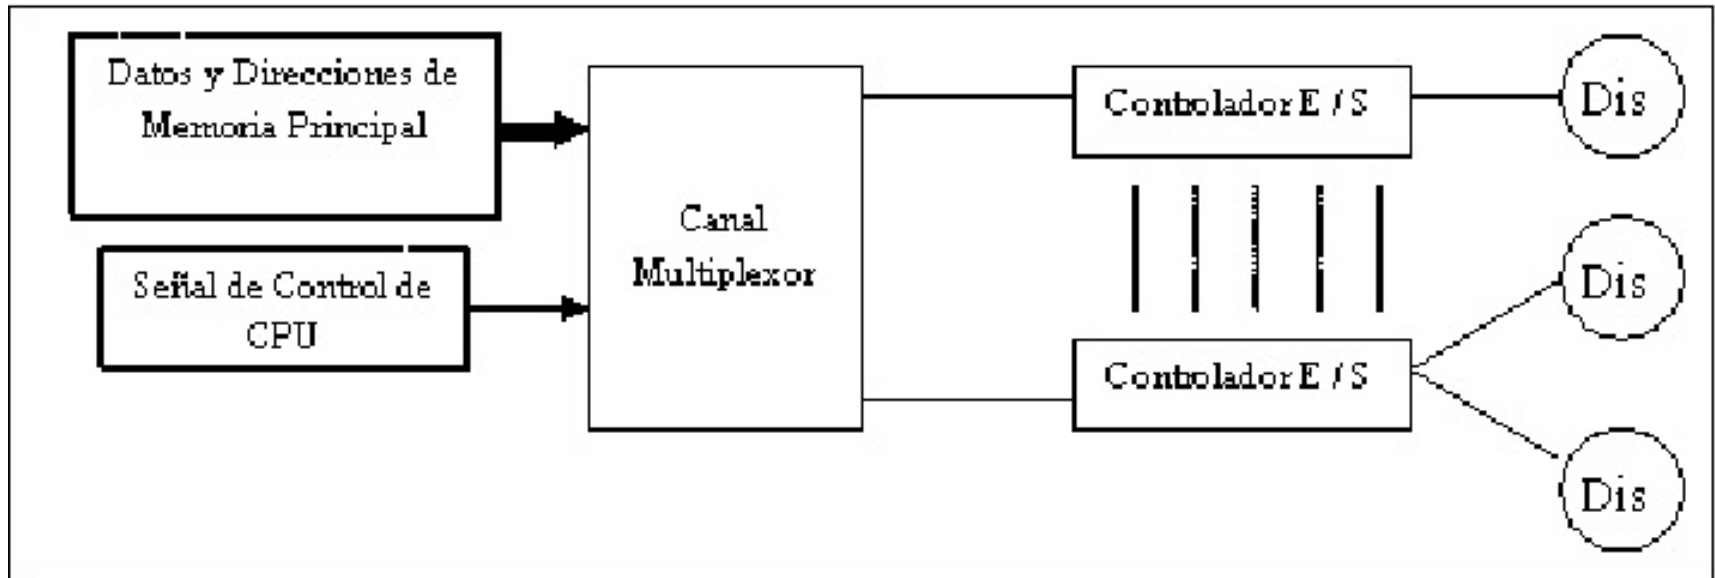 Datos y Direcciones de
Memoria Principal
Señal de Control de
CPU
Canal
Multiplexor
Controlador E / S
Controlador E / S
Dis
Dis
Dis